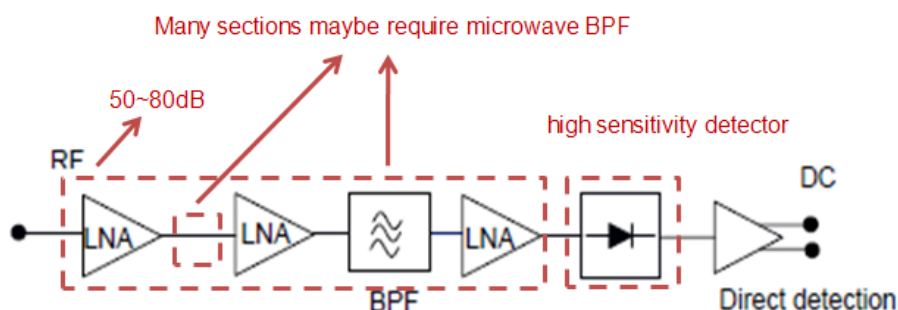 Many sections maybe require microwave BPF
50~80dB
high sensitivity detector
RF
DC
LNA
LNA
LNA
BPF
Direct detection